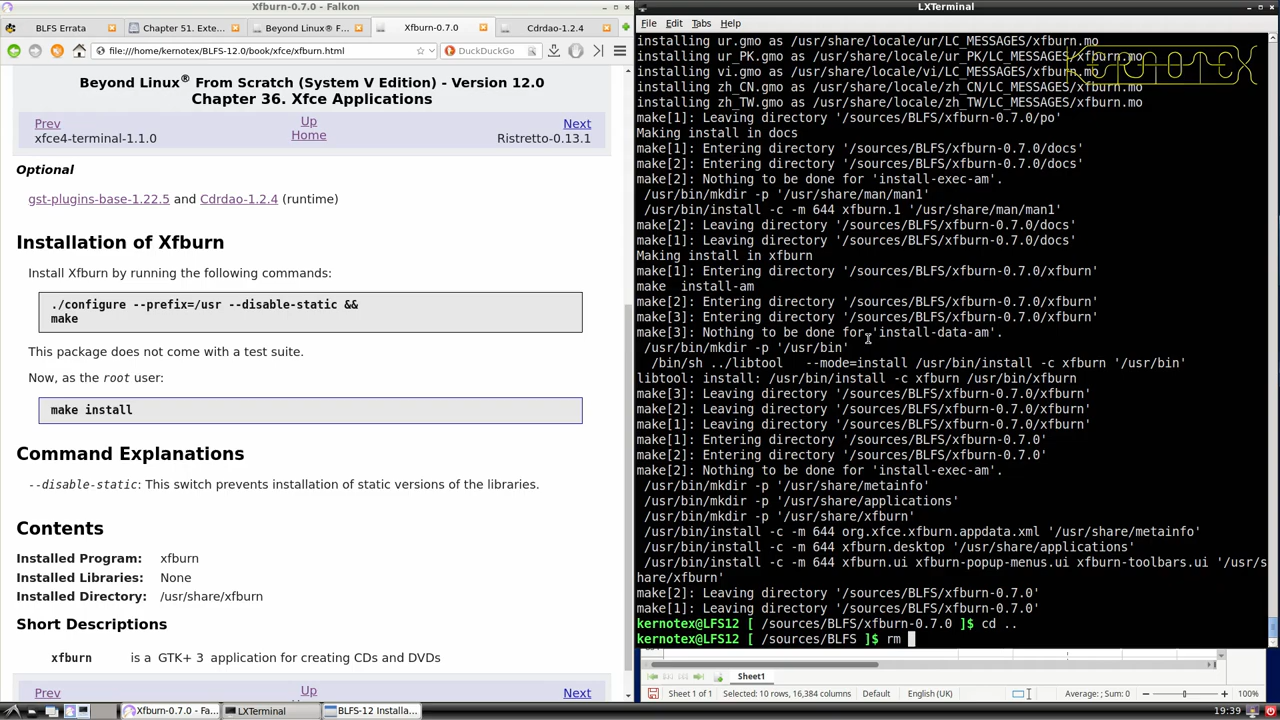 Xfburn-0.7.0 - Falkon
BLFS Errata
Chapter 51. Exte
Beyond Linux® F
Xfburn-0.7.0
Cdrdao-1.2.4
file:///home/kernotex/BLFS-12.0/book/xfce/xfburn.html
DuckDuckGo
Beyond Linux® From Scratch (System V Edition) - Version 12.0
Chapter 36. Xfce Applications
Prev
Up
Next
xfce4-terminal-1.1.0
Home
Ristretto-0.13.1
Optional
gst-plugins-base-1.22.5 and Cdrdao-1.2.4 (runtime)
Installation of Xfburn
Install Xfburn by running the following commands:
./configure --prefix=/usr --disable-static &&
make
This package does not come with a test suite.
Now, as the root user:
make install
Command Explanations
--disable-static: This switch prevents installation of static versions of the libraries.
Contents
Installed Program: xfburn
Installed Libraries: None
Installed Directory: /usr/share/xfburn
Short Descriptions
xfburn is a GTK+ 3 application for creating CDs and DVDs
Prev
Up
Next
LXTerminal
File Edit Tabs Help
KERNOTEX
installing ur.gmo as /usr/share/locale/ur/LC_MESSAGES/xfburn.mo
installing ur_PK.gmo as /usr/share/locale/ur_PK/LC_MESSAGES/xfburn.mo
installing vi.gmo as /usr/share/locale/vi/LC_MESSAGES/xfburn.mo
installing zh_CN.gmo as /usr/share/locale/zh_CN/LC_MESSAGES/xfburn.mo
installing zh_TW.gmo as /usr/share/locale/zh_TW/LC_MESSAGES/xfburn.mo
make[1]: Leaving directory '/sources/BLFS/xfburn-0.7.0/po'
Making install in docs
make[1]: Entering directory '/sources/BLFS/xfburn-0.7.0/docs'
make[2]: Entering directory '/sources/BLFS/xfburn-0.7.0/docs'
make[2]: Nothing to be done for 'install-exec-am'.
/usr/bin/mkdir -p '/usr/share/man/man1'
/usr/bin/install -c -m 644 xfburn.1 '/usr/share/man/man1'
make[2]: Leaving directory '/sources/BLFS/xfburn-0.7.0/docs'
make[1]: Leaving directory '/sources/BLFS/xfburn-0.7.0/docs'
Making install in xfburn
make[1]: Entering directory '/sources/BLFS/xfburn-0.7.0/xfburn'
make  install-am
make[2]: Entering directory '/sources/BLFS/xfburn-0.7.0/xfburn'
make[3]: Entering directory '/sources/BLFS/xfburn-0.7.0/xfburn'
make[3]: Nothing to be done for 'install-data-am'.
/usr/bin/mkdir -p '/usr/bin'
/bin/sh ../libtool   --mode=install /usr/bin/install -c xfburn '/usr/bin'
libtool: install: /usr/bin/install -c xfburn /usr/bin/xfburn
make[3]: Leaving directory '/sources/BLFS/xfburn-0.7.0/xfburn'
make[2]: Leaving directory '/sources/BLFS/xfburn-0.7.0/xfburn'
make[1]: Leaving directory '/sources/BLFS/xfburn-0.7.0/xfburn'
make[1]: Entering directory '/sources/BLFS/xfburn-0.7.0'
make[2]: Entering directory '/sources/BLFS/xfburn-0.7.0'
make[2]: Nothing to be done for 'install-exec-am'.
/usr/bin/mkdir -p '/usr/share/metainfo'
/usr/bin/mkdir -p '/usr/share/applications'
/usr/bin/mkdir -p '/usr/share/xfburn'
/usr/bin/install -c -m 644 org.xfce.xfburn.appdata.xml '/usr/share/metainfo'
/usr/bin/install -c -m 644 xfburn.desktop '/usr/share/applications'
/usr/bin/install -c -m 644 xfburn.ui xfburn-popup-menus.ui xfburn-toolbars.ui '/usr/s
hare/xfburn'
make[2]: Leaving directory '/sources/BLFS/xfburn-0.7.0'
make[1]: Leaving directory '/sources/BLFS/xfburn-0.7.0'
kernotex@LFS12 [ /sources/BLFS/xfburn-0.7.0 ]$ cd ..
kernotex@LFS12 [ /sources/BLFS ]$ rm
Sheet1
Sheet 1 of 1 Selected: 10 rows, 16,384 columns Default English (UK) Average: ; Sum: 0 100%
Xfburn-0.7.0 - Fa...
LXTerminal
BLFS-12 Installa...
19:39